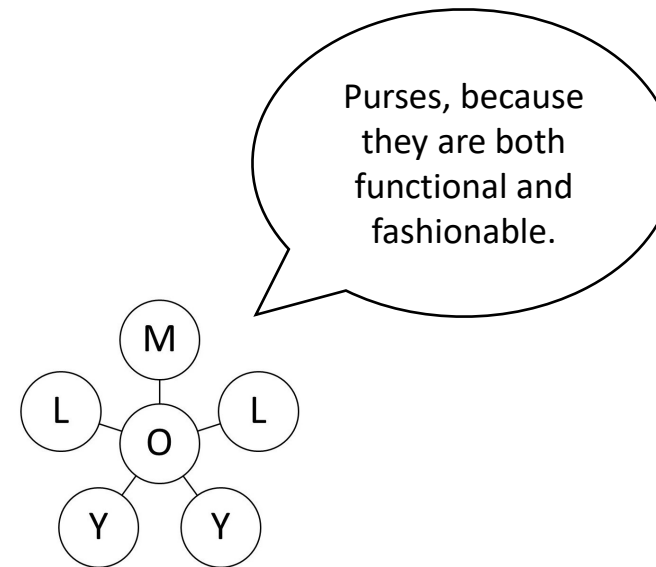 Purses, because
they are both
functional and
fashionable.
M
L O L
Y Y